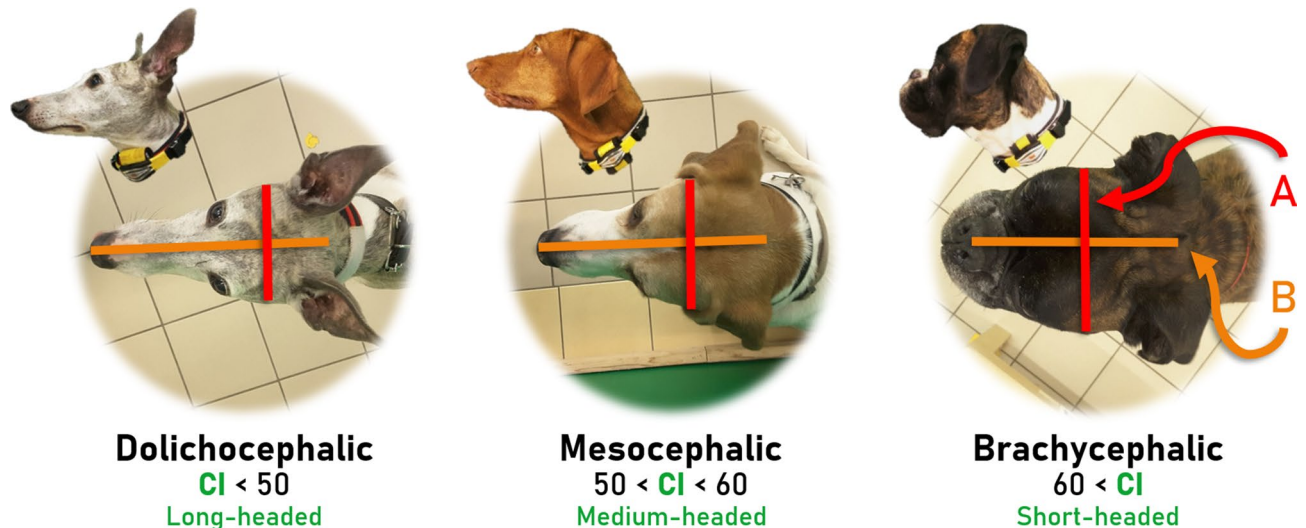 A
B
Dolichocephalic
CI < 50
Long-headed
Mesocephalic
50 < CI < 60
Medium-headed
Brachycephalic
60 < CI
Short-headed